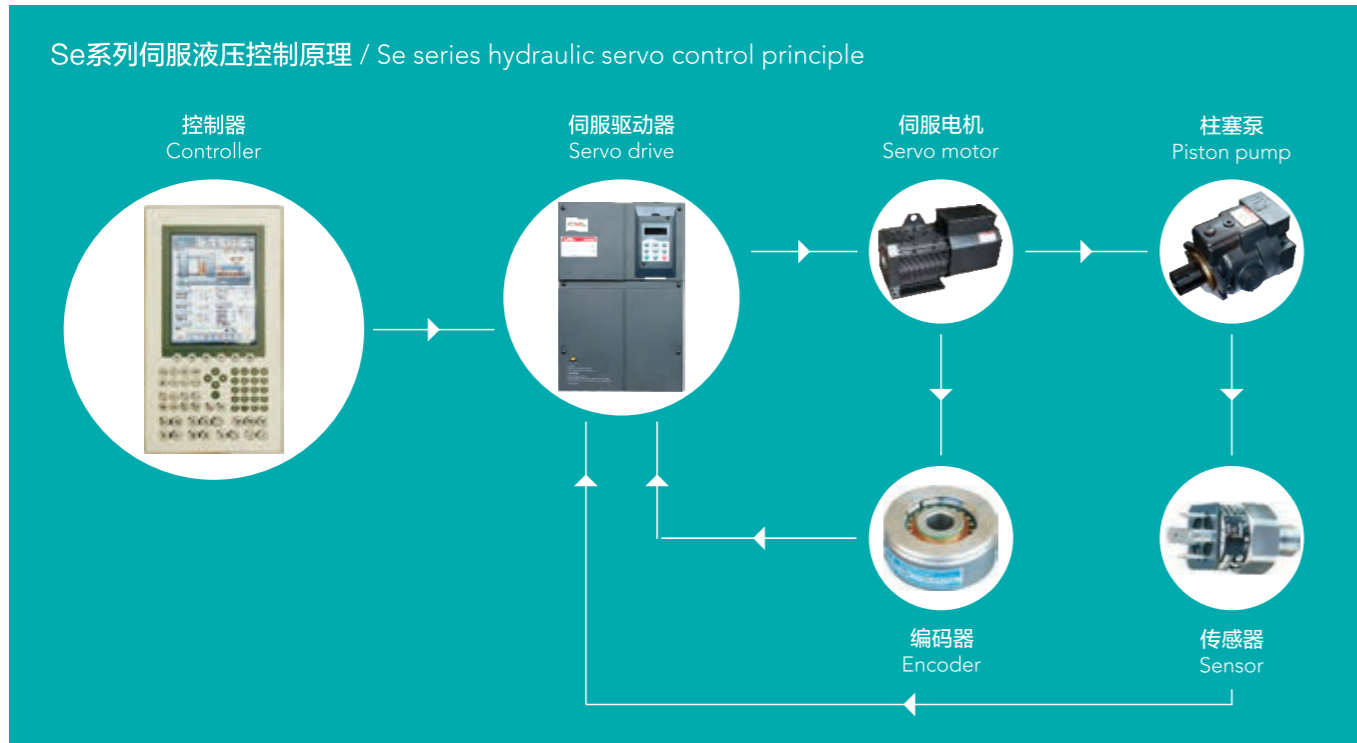 Se系列伺服液压控制原理 / Se series hydraulic servo control principle
控制器
Controller
伺服驱动器
Servo drive
伺服电机
Servo motor
柱塞泵
Piston pump
编码器
Encoder
传感器
Sensor